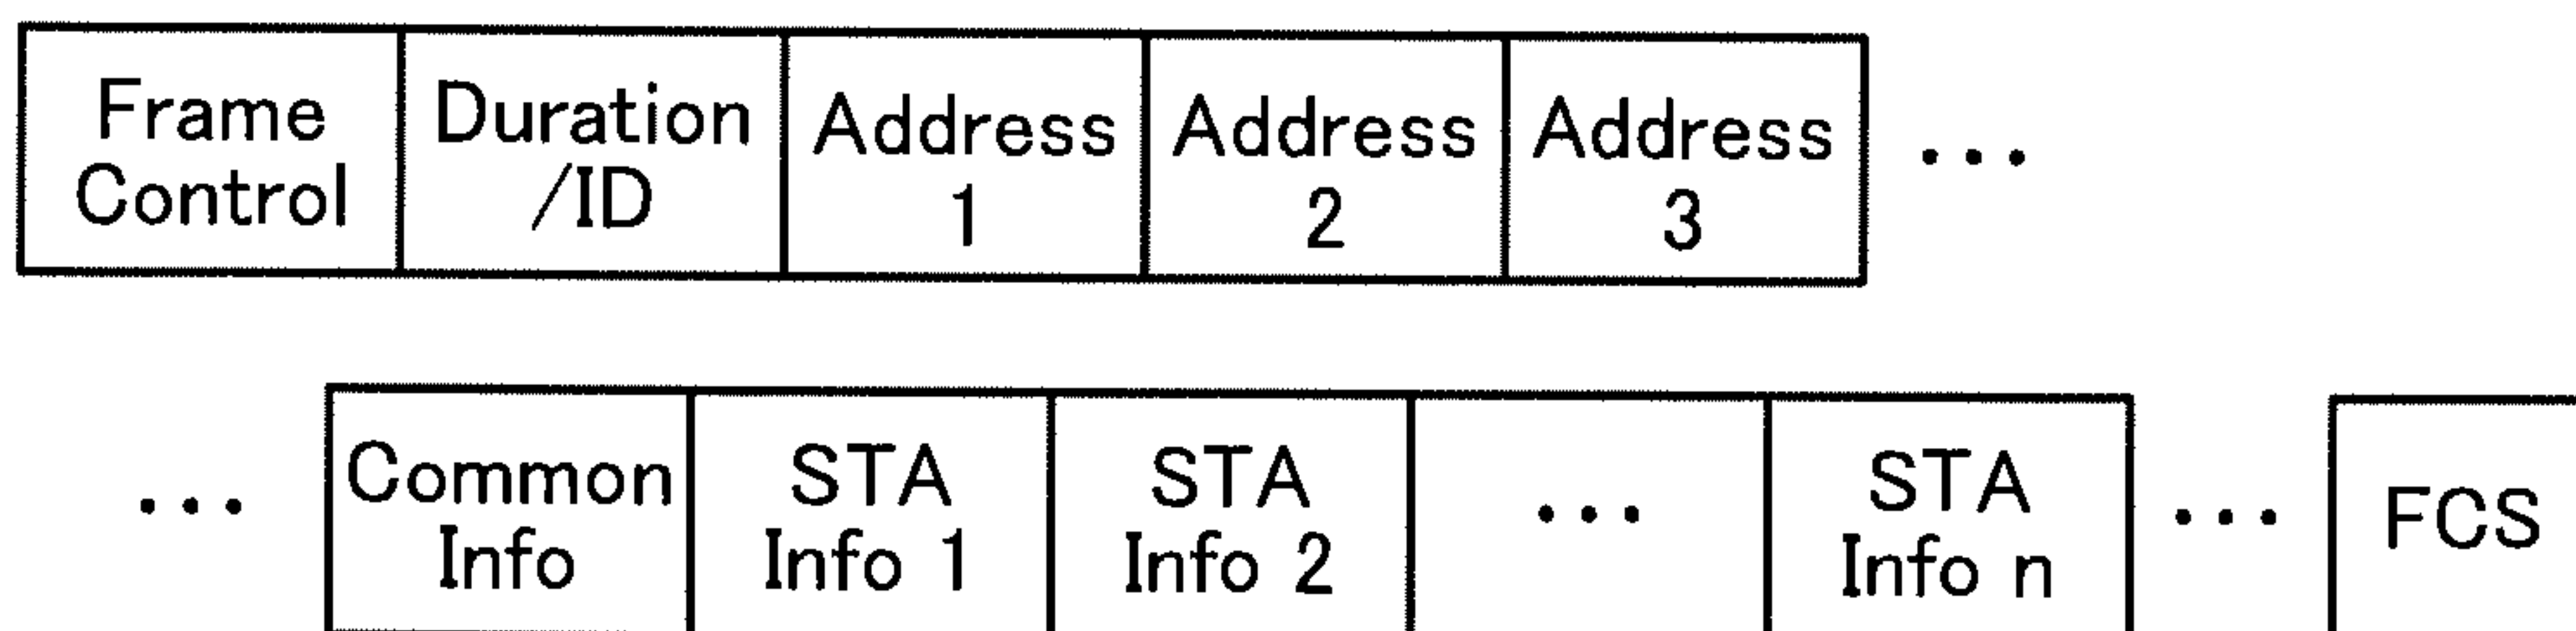 Frame
Control
Duration
/ID
Address
1
Address
2
Address
3
...
...
Common
Info
STA
Info 1
STA
Info 2
...
STA
Info n
...
FCS